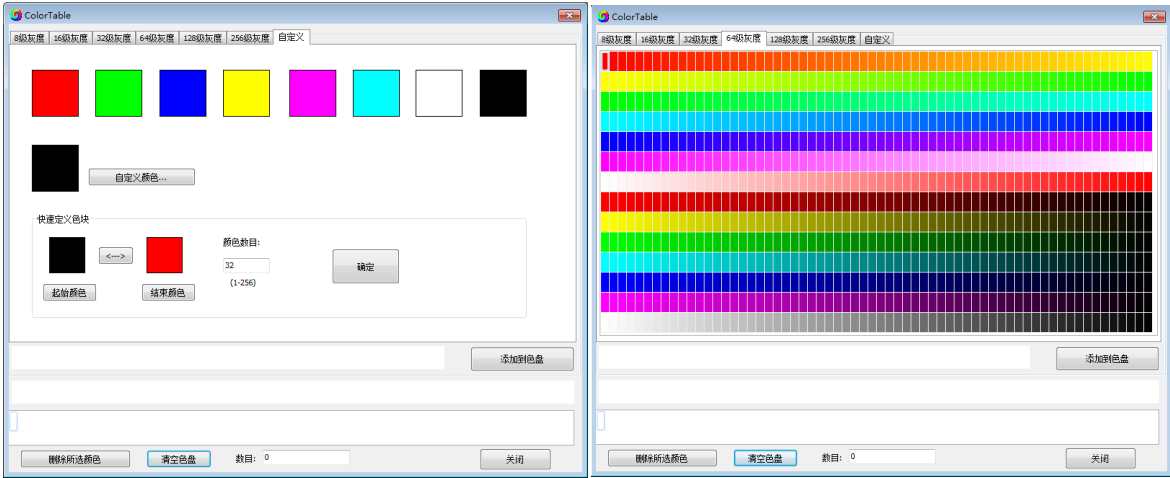 ColorTable
8级灰度 16级灰度 32级灰度 64级灰度 128级灰度 256级灰度 自定义
自定义颜色...
快速定义色块
<--->
颜色数目:
32
(1-256)
确定
起始颜色 结束颜色
添加到色盘
删除所选颜色 清空色盘 数目: 0 关闭
ColorTable
8级灰度 16级灰度 32级灰度 64级灰度 128级灰度 256级灰度 自定义
添加到色盘
删除所选颜色 清空色盘 数目: 0 关闭